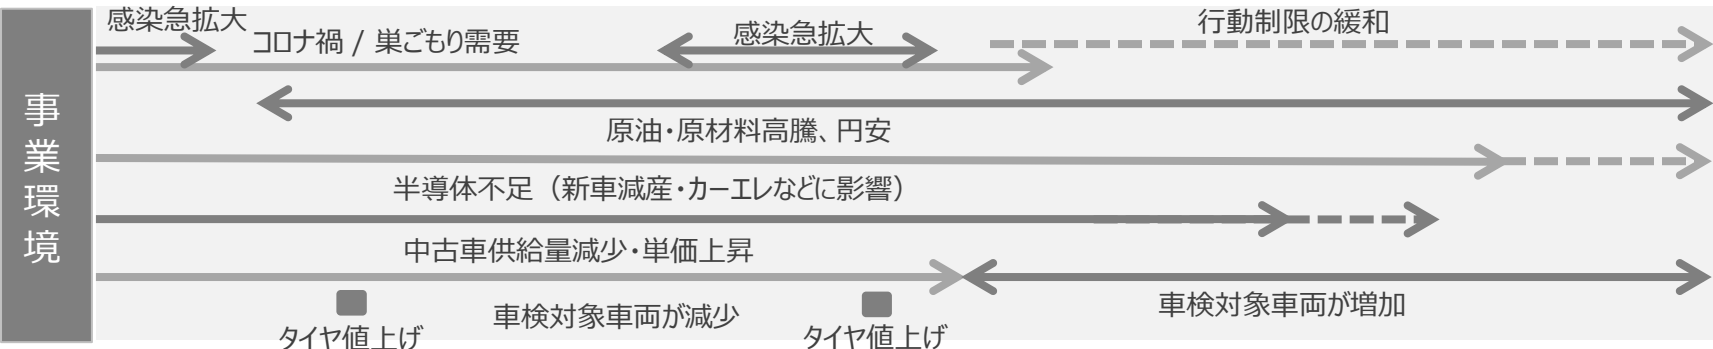 事業環境
感染急拡大
コロナ禍 / 巣ごもり需要
感染急拡大
行動制限の緩和
原油・原材料高騰、円安
半導体不足（新車減産・カーエレなどに影響）
中古車供給量減少・単価上昇
車検対象車両が減少
車検対象車両が増加
タイヤ値上げ
タイヤ値上げ